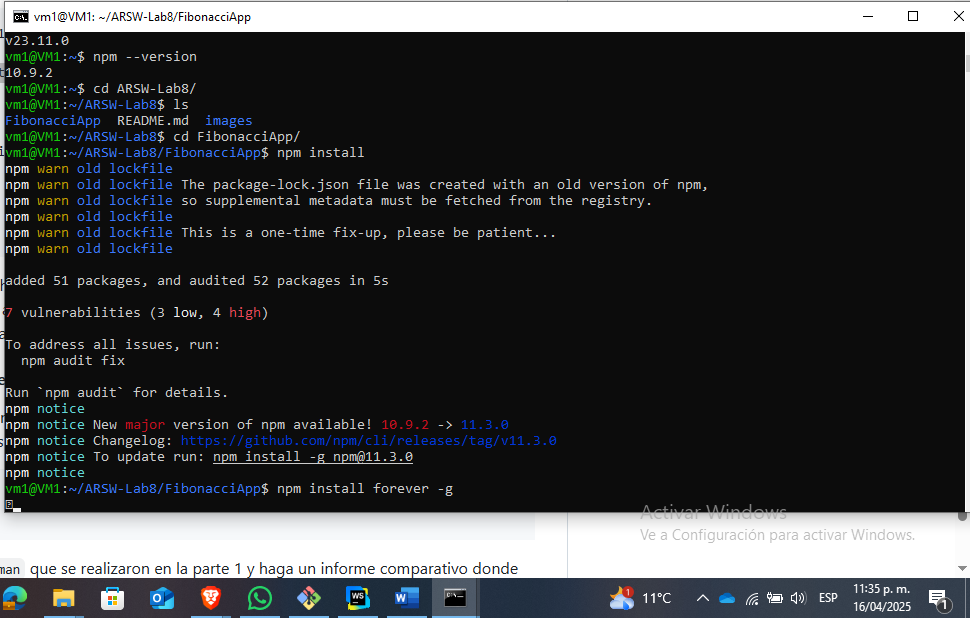 vm1@VM1: ~/ARSW-Lab8/FibonacciApp
v23.11.0
vm1@VM1:~$ npm --version
10.9.2
vm1@VM1:~$ cd ARSW-Lab8/
vm1@VM1:~/ARSW-Lab8$ ls
FibonacciApp  README.md  images
vm1@VM1:~/ARSW-Lab8$ cd FibonacciApp/
vm1@VM1:~/ARSW-Lab8/FibonacciApp$ npm install
npm warn old lockfile
npm warn old lockfile The package-lock.json file was created with an old version of npm,
npm warn old lockfile so supplemental metadata must be fetched from the registry.
npm warn old lockfile
npm warn old lockfile This is a one-time fix-up, please be patient...
npm warn old lockfile
added 51 packages, and audited 52 packages in 5s
7 vulnerabilities (3 low, 4 high)
To address all issues, run:
  npm audit fix
Run `npm audit` for details.
npm notice
npm notice New major version of npm available! 10.9.2 -> 11.3.0
npm notice Changelog: https://github.com/npm/cli/releases/tag/v11.3.0
npm notice To update run: npm install -g npm@11.3.0
npm notice
vm1@VM1:~/ARSW-Lab8/FibonacciApp$ npm install forever -g
Activar Windows
Ve a Configuración para activar Windows.
man que se realizaron en la parte 1 y haga un informe comparativo donde
WS
W
1
11°C
ESP
11:35 p. m.
16/04/2025
1